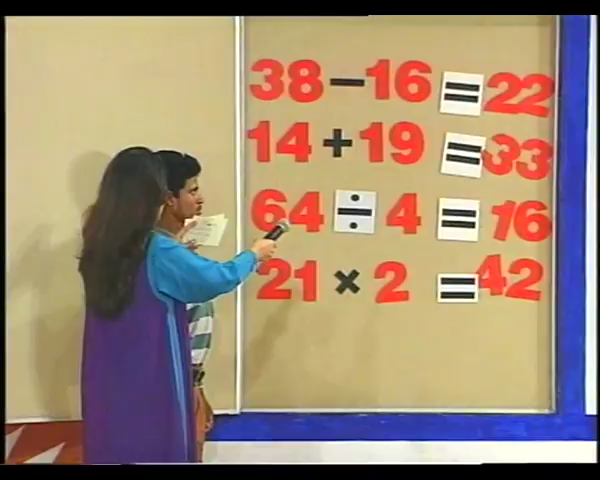 38 − 16 = 22
14 + 19 = 33
64 ÷ 4 = 16
21 × 2 = 42